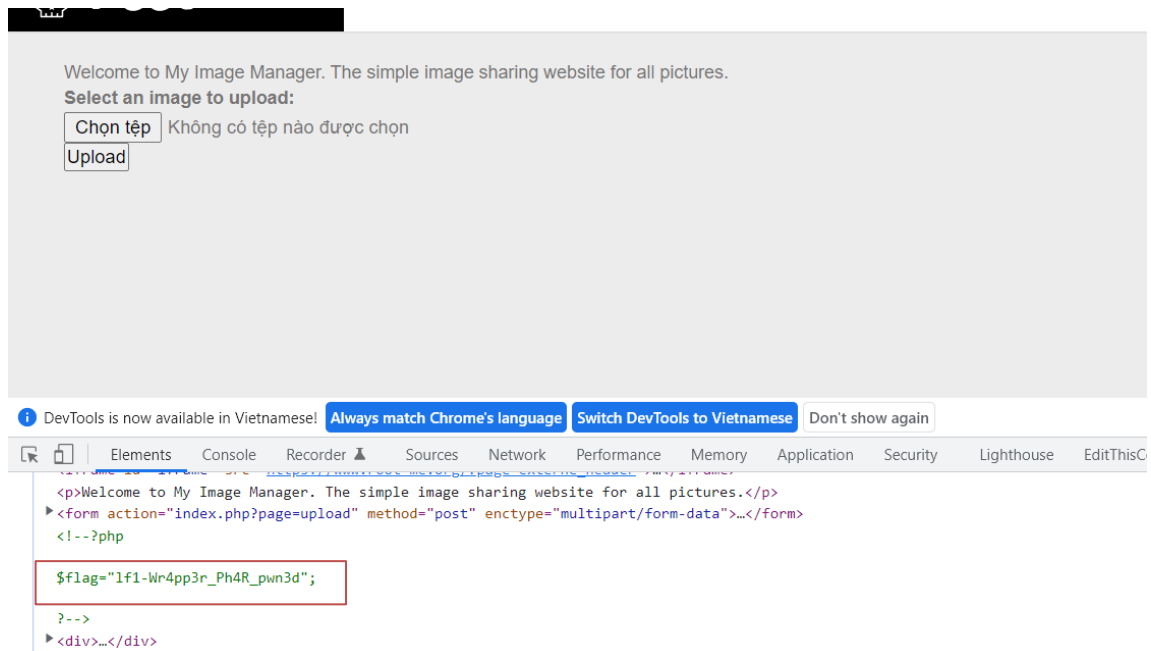 Welcome to My Image Manager. The simple image sharing website for all pictures.
Select an image to upload:
Chọn tệp Không có tệp nào được chọn
Upload
DevTools is now available in Vietnamese! Always match Chrome's language Switch DevTools to Vietnamese Don't show again
Elements Console Recorder Sources Network Performance Memory Application Security Lighthouse EditThisC
<p>Welcome to My Image Manager. The simple image sharing website for all pictures.</p>
<form action="index.php?page=upload" method="post" enctype="multipart/form-data">…</form>
<!--?php
$flag="lf1-Wr4pp3r_Ph4R_pwn3d";
?-->
<div>…</div>